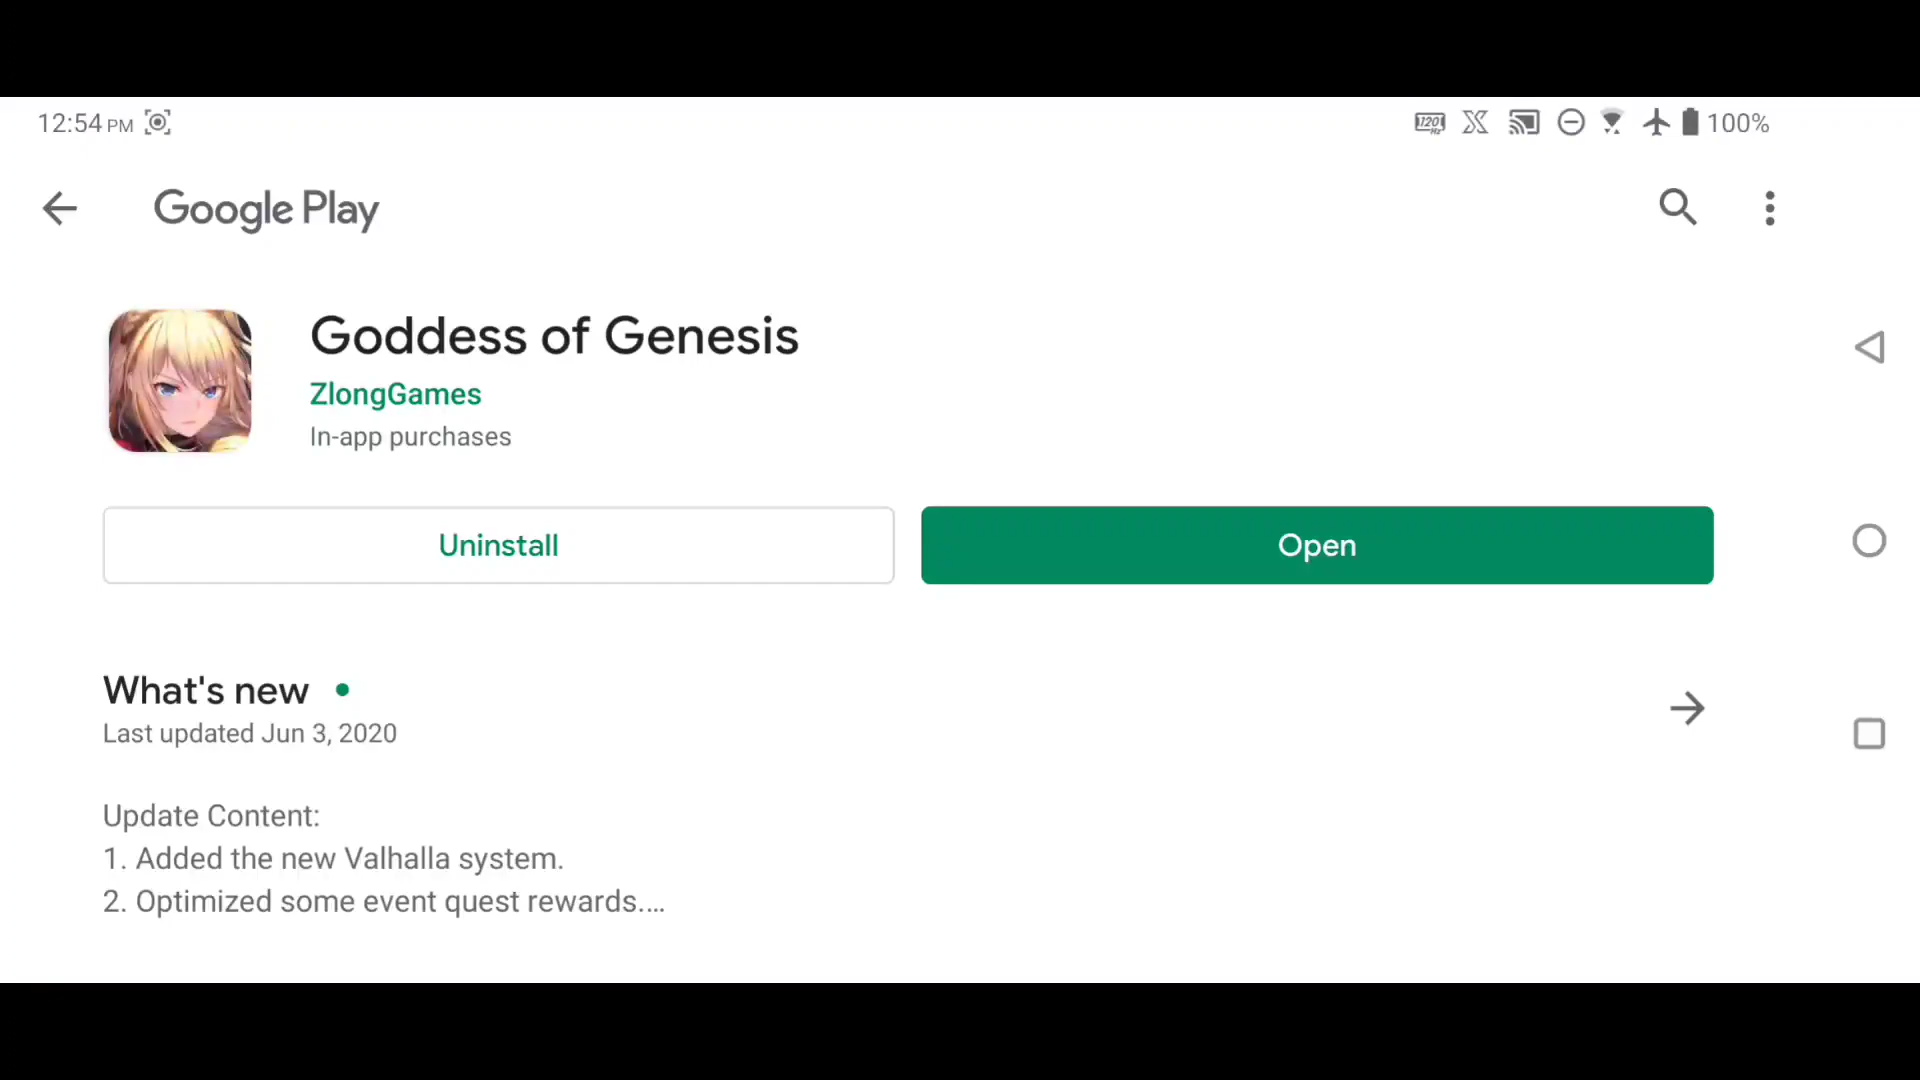 12:54 PM
120Hz
100%
Google Play
Goddess of Genesis
ZlongGames
In-app purchases
Uninstall
Open
What's new
Last updated Jun 3, 2020
Update Content:
1. Added the new Valhalla system.
2. Optimized some event quest rewards....